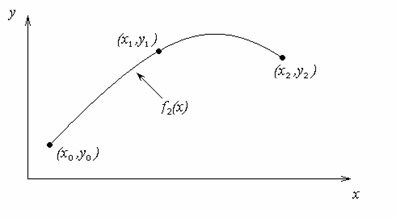 y
(x₁,y₁)
(x₂,y₂)
f₂(x)
(x₀,y₀)
x